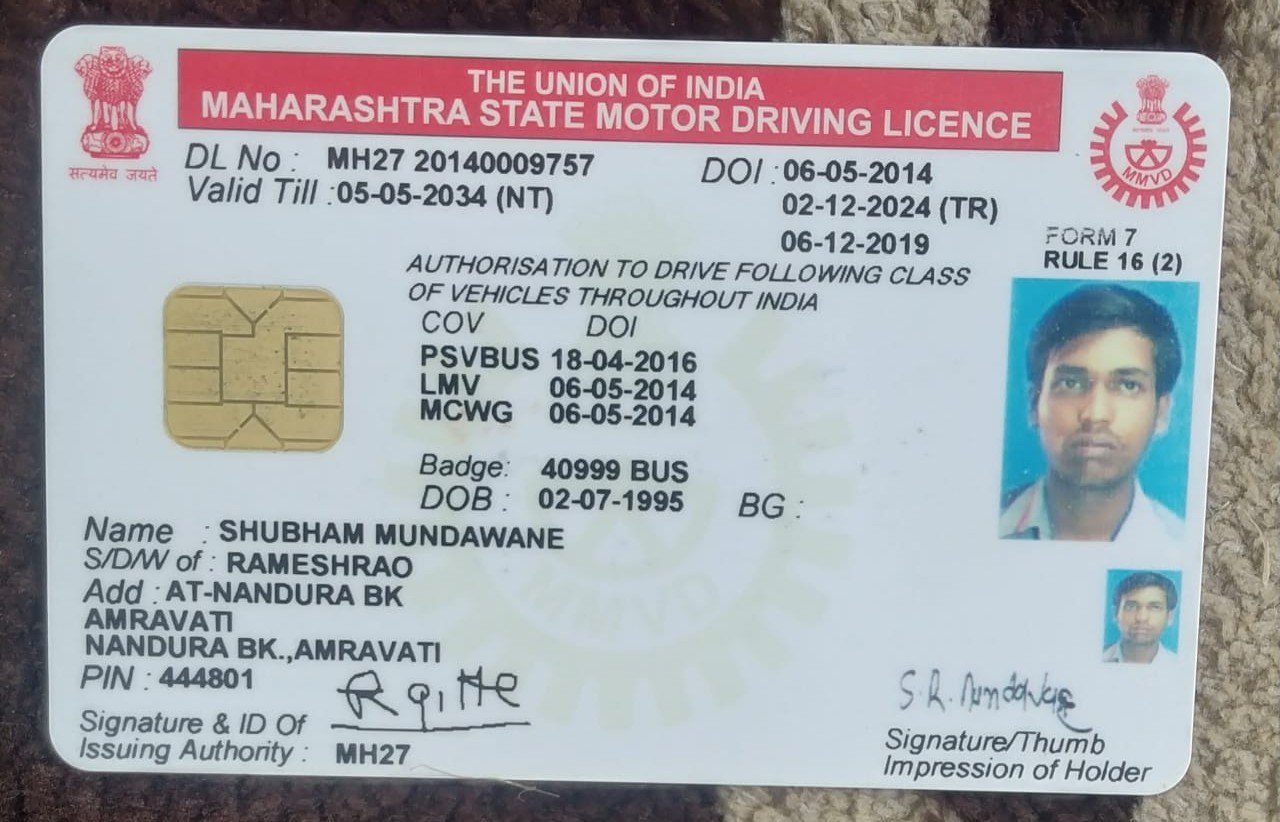 THE UNION OF INDIA
MAHARASHTRA STATE MOTOR DRIVING LICENCE
सत्यमेव जयते
MMVD
DL No : MH27 20140009757 DOI : 06-05-2014
Valid Till : 05-05-2034 (NT) 02-12-2024 (TR)
06-12-2019
FORM 7
RULE 16 (2)
AUTHORISATION TO DRIVE FOLLOWING CLASS
OF VEHICLES THROUGHOUT INDIA
COV DOI
PSVBUS 18-04-2016
LMV 06-05-2014
MCWG 06-05-2014
Badge: 40999 BUS
DOB : 02-07-1995 BG :
Name : SHUBHAM MUNDAWANE
S/D/W of : RAMESHRAO
Add : AT-NANDURA BK
AMRAVATI
NANDURA BK.,AMRAVATI
PIN : 444801
MMVD
Signature & ID Of
Issuing Authority : MH27
S.R.
Signature/Thumb
Impression of Holder